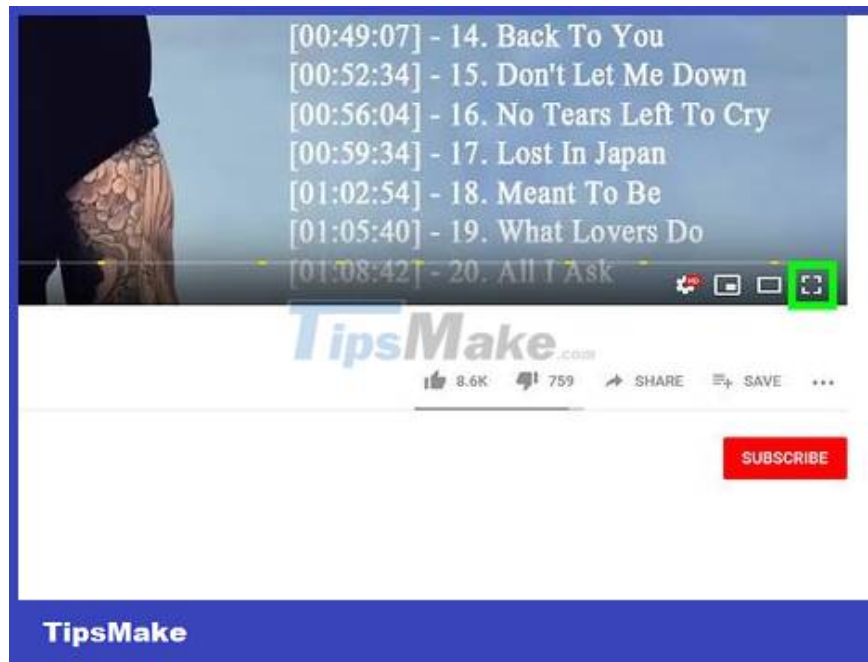 [00:49:07] - 14. Back To You
[00:52:34] - 15. Don't Let Me Down
[00:56:04] - 16. No Tears Left To Cry
[00:59:34] - 17. Lost In Japan
[01:02:54] - 18. Meant To Be
[01:05:40] - 19. What Lovers Do
[01:08:42] - 20. All I Ask
HD
TipsMake.com
8.6K 759 SHARE SAVE
SUBSCRIBE
TipsMake